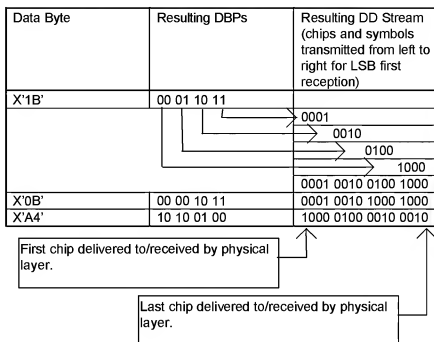 Data Byte Resulting DBPs Resulting DD Stream
(chips and symbols
transmitted from left to
right for LSB first
reception)
X'1B' 00 01 10 11
0001
0010
0100
1000
0001 0010 0100 1000
X'0B' 00 00 10 11 0001 0010 1000 1000
X'A4' 10 10 01 00 1000 0100 0010 0010
First chip delivered to/received by physical
layer.
Last chip delivered to/received by physical
layer.